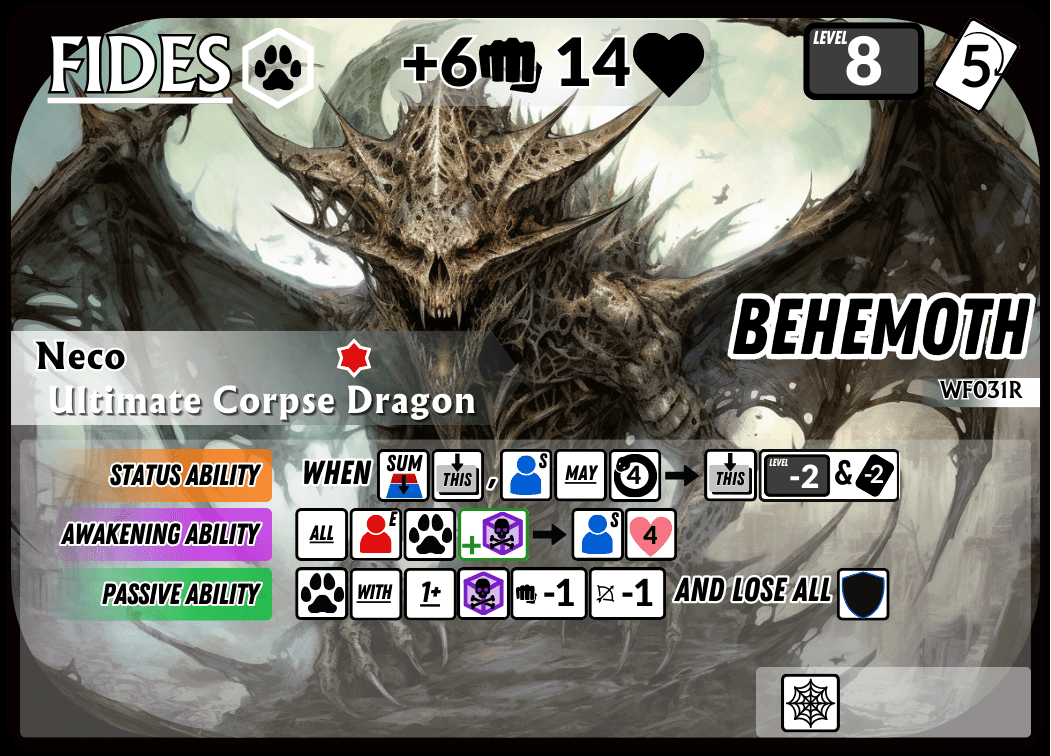 FIDES +6 14 LEVEL 8 5
BEHEMOTH
Neco
WF031R
Ultimate Corpse Dragon
STATUS ABILITY WHEN SUM THIS , S MAY 4 THIS LEVEL -2 & -2
AWAKENING ABILITY ALL E + S 4
PASSIVE ABILITY WITH 1+ -1 -1 AND LOSE ALL